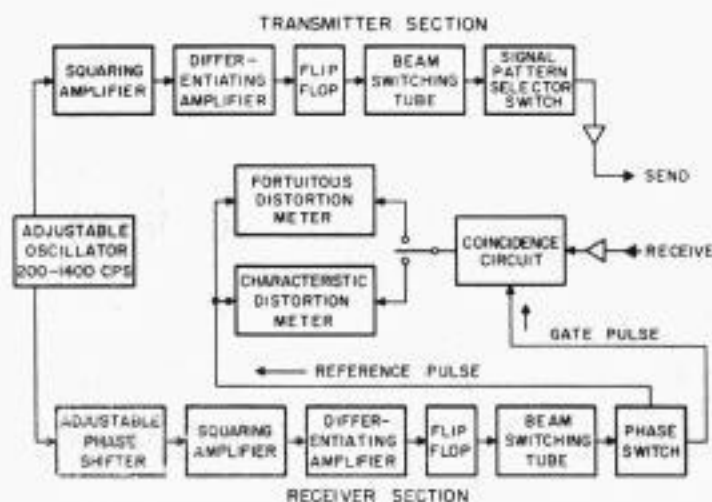 TRANSMITTER SECTION
SQUARING
AMPLIFIER
DIFFER-
ENTIATING
AMPLIFIER
FLIP
FLOP
BEAM
SWITCHING
TUBE
SIGNAL
PATTERN
SELECTOR
SWITCH
SEND
FORTUITOUS
DISTORTION
METER
ADJUSTABLE
OSCILLATOR
200-1400 CPS
COINCIDENCE
CIRCUIT
RECEIVE
CHARACTERISTIC
DISTORTION
METER
GATE PULSE
REFERENCE PULSE
ADJUSTABLE
PHASE
SHIFTER
SQUARING
AMPLIFIER
DIFFER-
ENTIATING
AMPLIFIER
FLIP
FLOP
BEAM
SWITCHING
TUBE
PHASE
SWITCH
RECEIVER SECTION